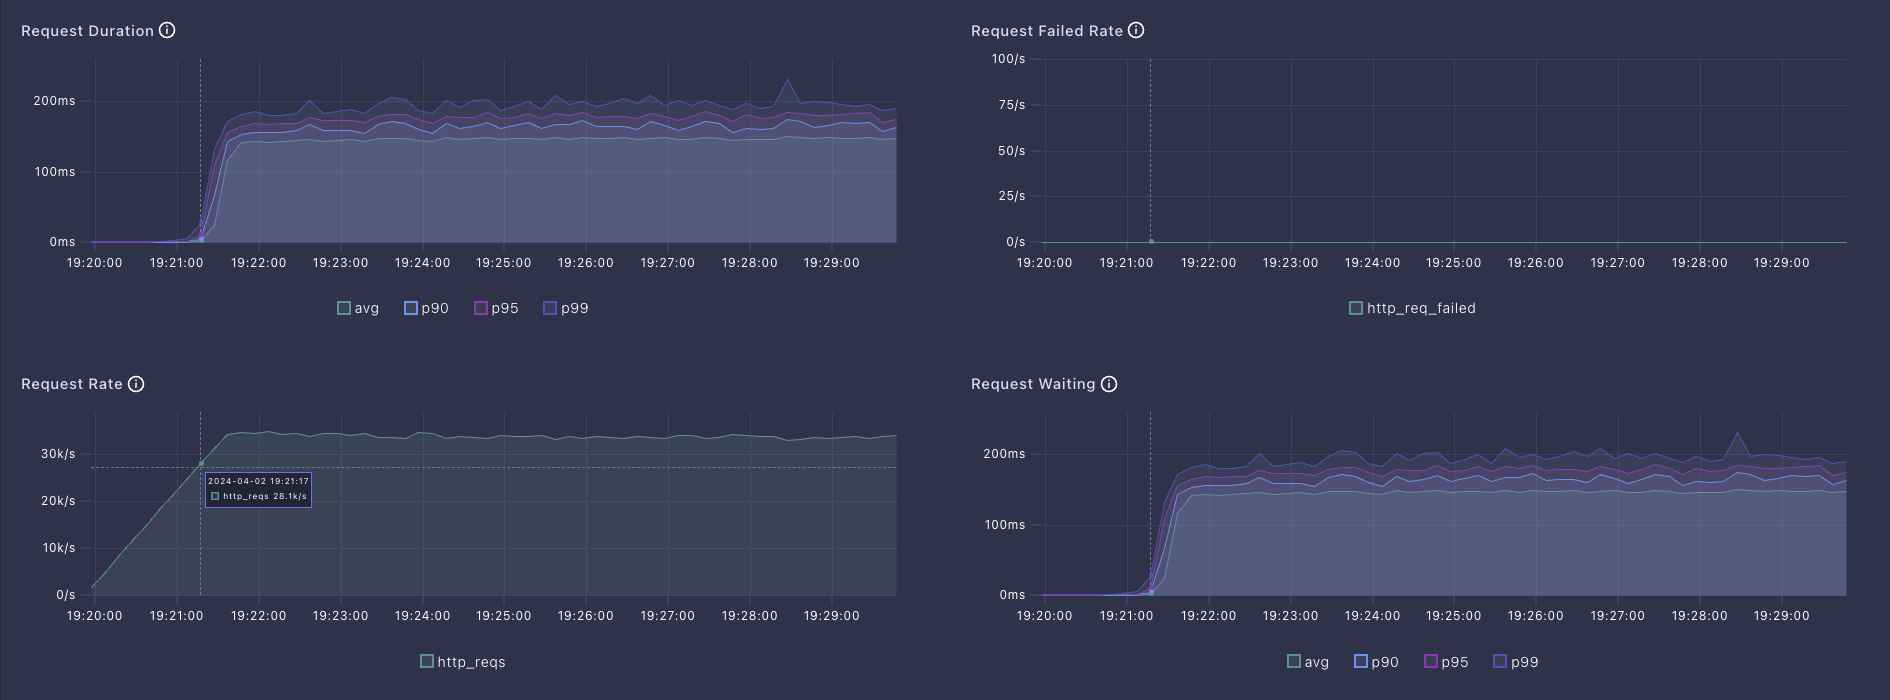 Request Duration
200ms
100ms
0ms
19:20:00 19:21:00 19:22:00 19:23:00 19:24:00 19:25:00 19:26:00 19:27:00 19:28:00 19:29:00
avg p90 p95 p99
Request Failed Rate
100/s
75/s
50/s
25/s
0/s
19:20:00 19:21:00 19:22:00 19:23:00 19:24:00 19:25:00 19:26:00 19:27:00 19:28:00 19:29:00
http_req_failed
Request Rate
30k/s
20k/s
10k/s
0/s
2024-04-02 19:21:17
http_reqs 28.1k/s
19:20:00 19:21:00 19:22:00 19:23:00 19:24:00 19:25:00 19:26:00 19:27:00 19:28:00 19:29:00
http_reqs
Request Waiting
200ms
100ms
0ms
19:20:00 19:21:00 19:22:00 19:23:00 19:24:00 19:25:00 19:26:00 19:27:00 19:28:00 19:29:00
avg p90 p95 p99